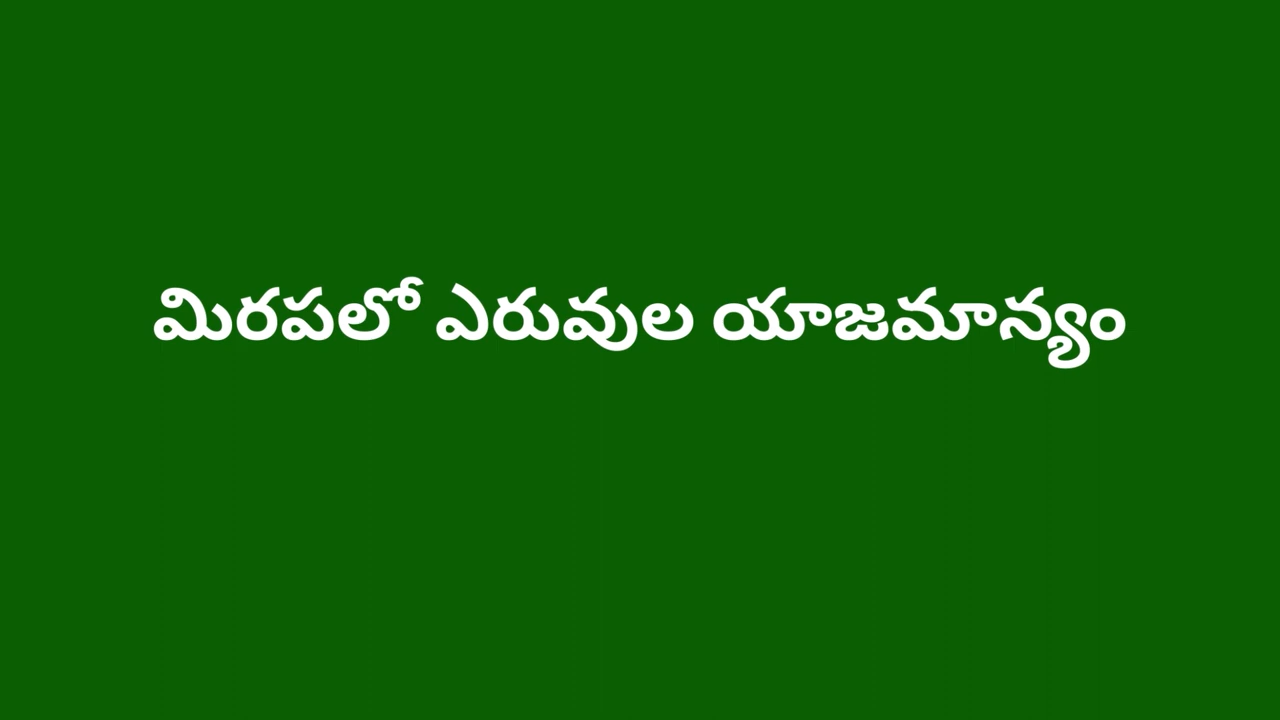 మిరపలో ఎరువుల యాజమాన్యం